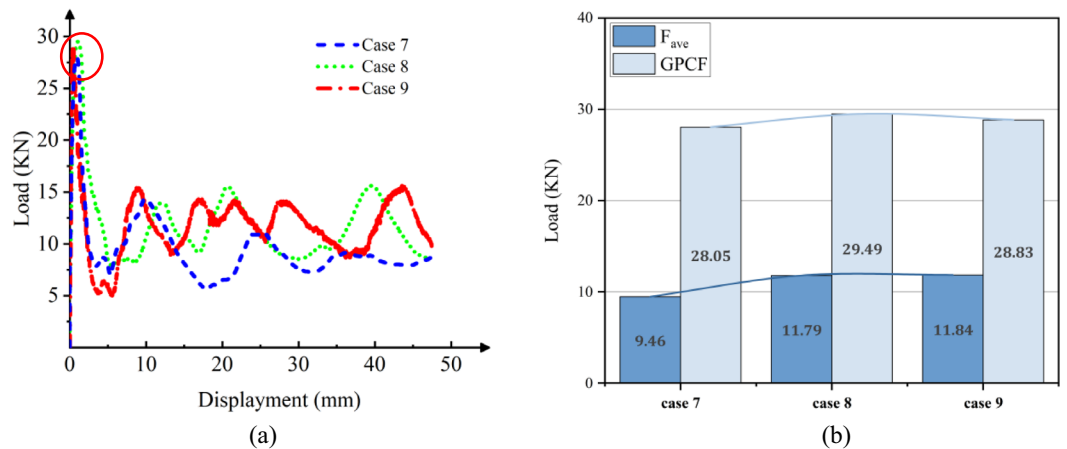 30
25
20
15
10
5
0
10
20
30
40
50
Load (KN)
Displayment (mm)
Case 7
Case 8
Case 9
(a)
40
30
20
10
0
Load (KN)
F_ave
GPCF
28.05
29.49
28.83
9.46
11.79
11.84
case 7
case 8
case 9
(b)